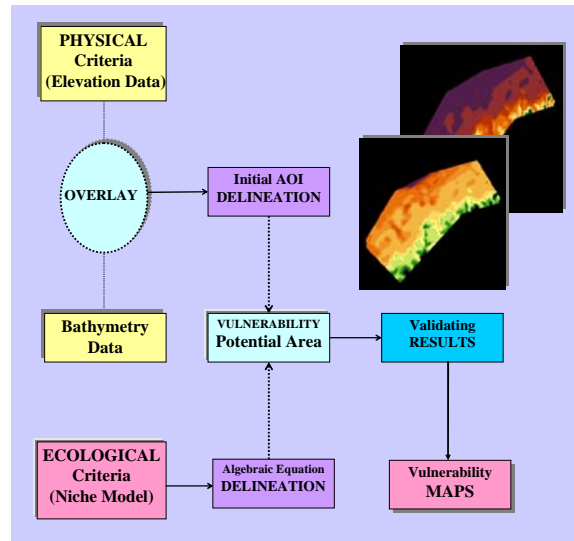 PHYSICAL
Criteria
(Elevation Data)
OVERLAY
Initial AOI
DELINEATION
Bathymetry
Data
VULNERABILITY
Potential Area
Validating
RESULTS
ECOLOGICAL
Criteria
(Niche Model)
Algebraic Equation
DELINEATION
Vulnerability
MAPS